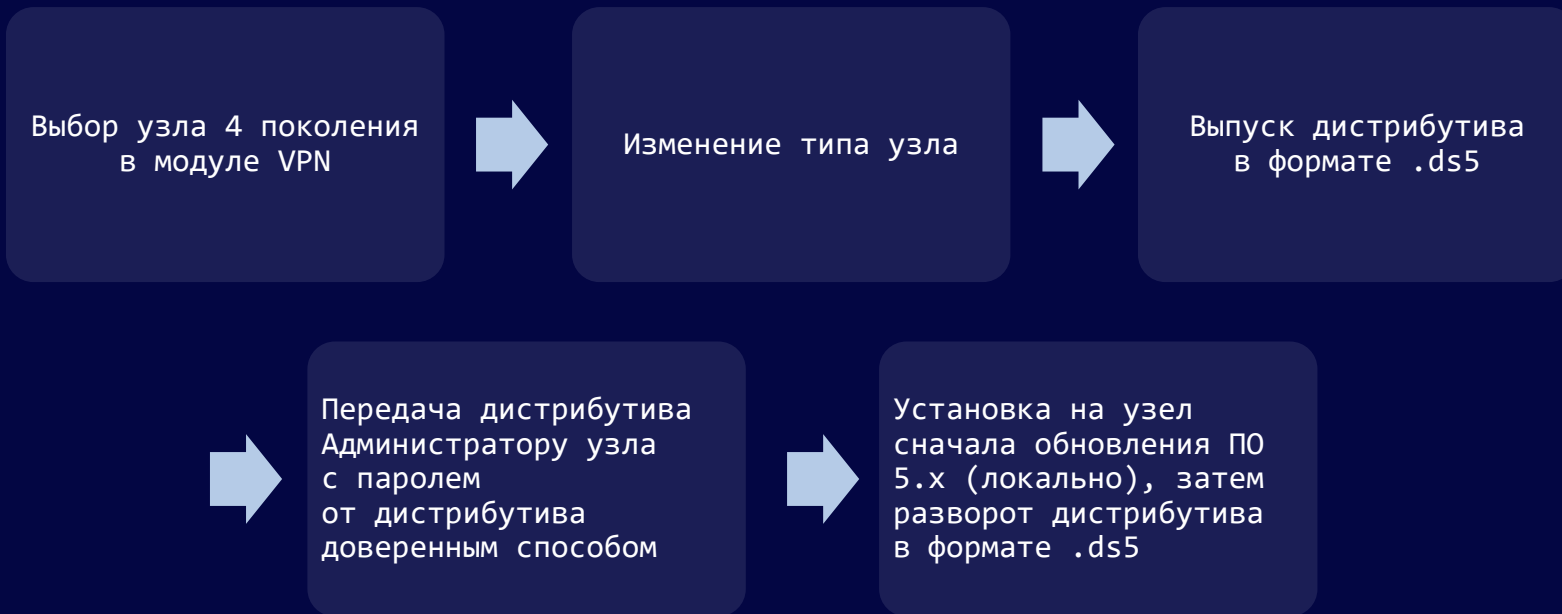 Выбор узла 4 поколения
в модуле VPN
Изменение типа узла
Выпуск дистрибутива
в формате .ds5
Передача дистрибутива
Администратору узла
с паролем
от дистрибутива
доверенным способом
Установка на узел
сначала обновления ПО
5.x (локально), затем
разворот дистрибутива
в формате .ds5